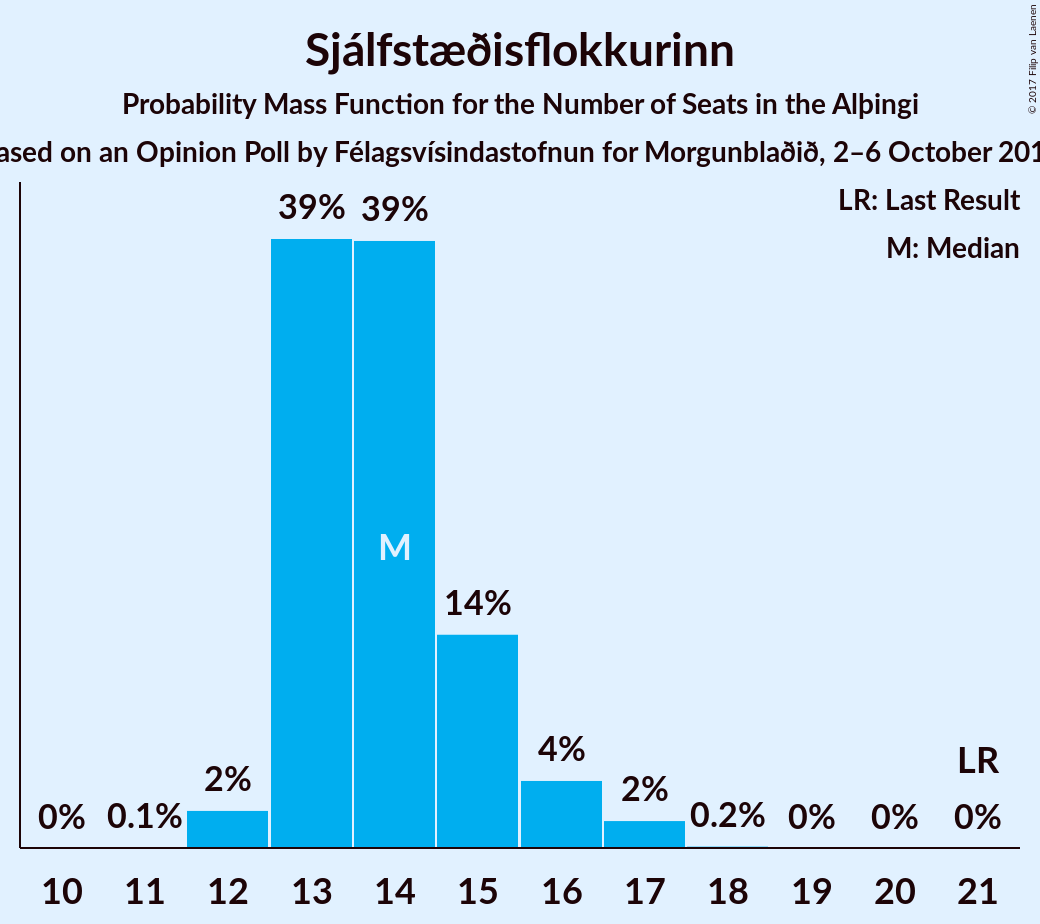 Sjálfstæðisflokkurinn
Probability Mass Function for the Number of Seats in the Alþingi
ased on an Opinion Poll by Félagsvísindastofnun for Morgunblaðið, 2–6 October 201
© 2017 Filip van Laenen
LR: Last Result
M: Median
39% 39%
M
14%
LR
4%
2% 2%
0% 0.1% 0.2% 0% 0% 0%
10 11 12 13 14 15 16 17 18 19 20 21